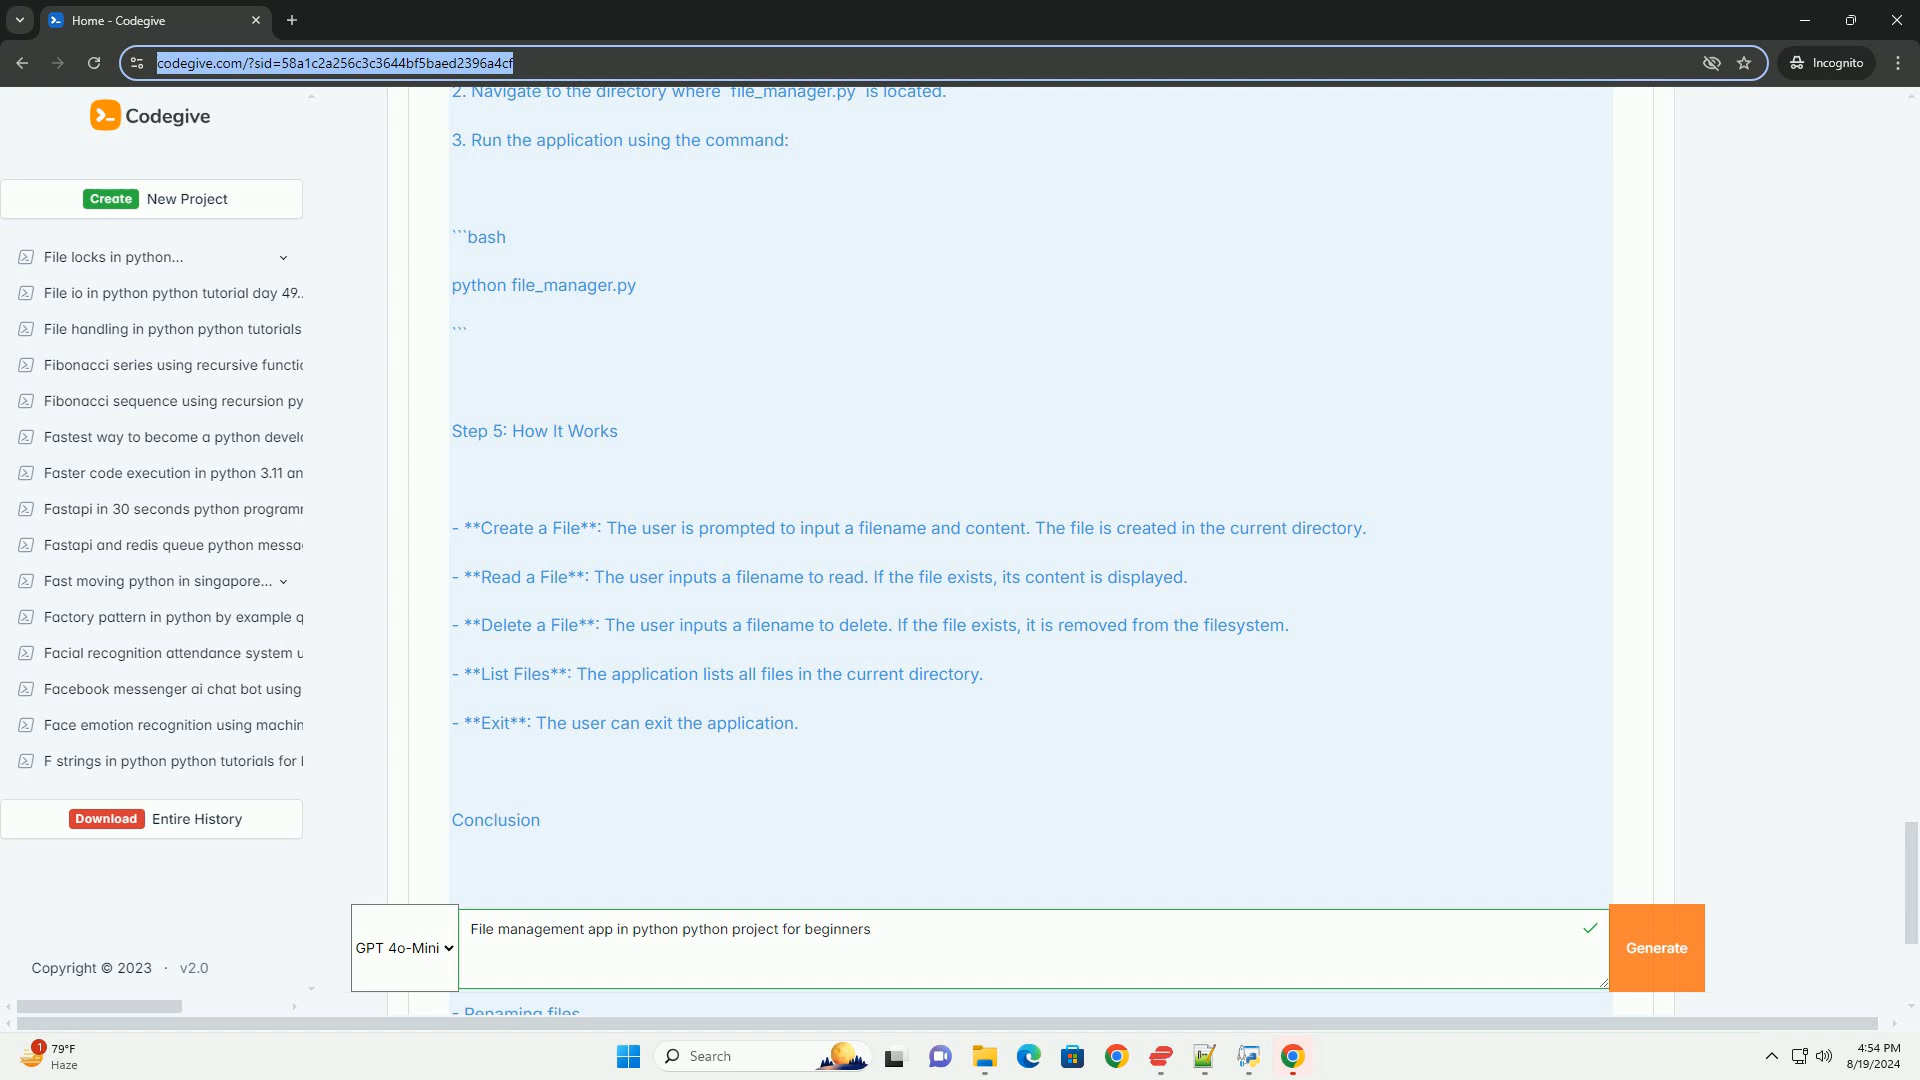 Home - Codegive
codegive.com/?sid=58a1c2a256c3c3644bf5baed2396a4cf
Incognito
Codegive
Create New Project
File locks in python...
File io in python python tutorial day 49..
File handling in python python tutorials
Fibonacci series using recursive functic
Fibonacci sequence using recursion py
Fastest way to become a python develo
Faster code execution in python 3.11 an
Fastapi in 30 seconds python programr
Fastapi and redis queue python messa
Fast moving python in singapore...
Factory pattern in python by example q
Facial recognition attendance system u
Facebook messenger ai chat bot using
Face emotion recognition using machin
F strings in python python tutorials for
Download Entire History
Copyright © 2023 · v2.0
2. Navigate to the directory where `file_manager.py` is located.
3. Run the application using the command:
```bash
python file_manager.py
```
Step 5: How It Works
- **Create a File**: The user is prompted to input a filename and content. The file is created in the current directory.
- **Read a File**: The user inputs a filename to read. If the file exists, its content is displayed.
- **Delete a File**: The user inputs a filename to delete. If the file exists, it is removed from the filesystem.
- **List Files**: The application lists all files in the current directory.
- **Exit**: The user can exit the application.
Conclusion
GPT 4o-Mini
File management app in python python project for beginners
Generate
- Renaming files
1
79°F
Haze
Search
4:54 PM
8/19/2024